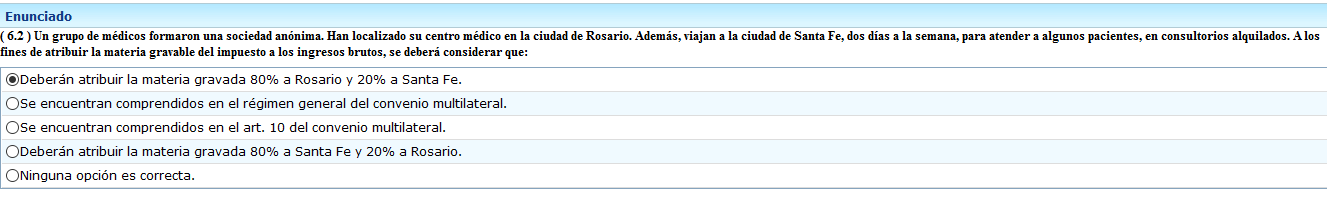 Enunciado
( 6.2 ) Un grupo de médicos formaron una sociedad anónima. Han localizado su centro médico en la ciudad de Rosario. Además, viajan a la ciudad de Santa Fe, dos días a la semana, para atender a algunos pacientes, en consultorios alquilados. A los
fines de atribuir la materia gravable del impuesto a los ingresos brutos, se deberá considerar que:
Deberán atribuir la materia gravada 80% a Rosario y 20% a Santa Fe.
Se encuentran comprendidos en el régimen general del convenio multilateral.
Se encuentran comprendidos en el art. 10 del convenio multilateral.
Deberán atribuir la materia gravada 80% a Santa Fe y 20% a Rosario.
Ninguna opción es correcta.